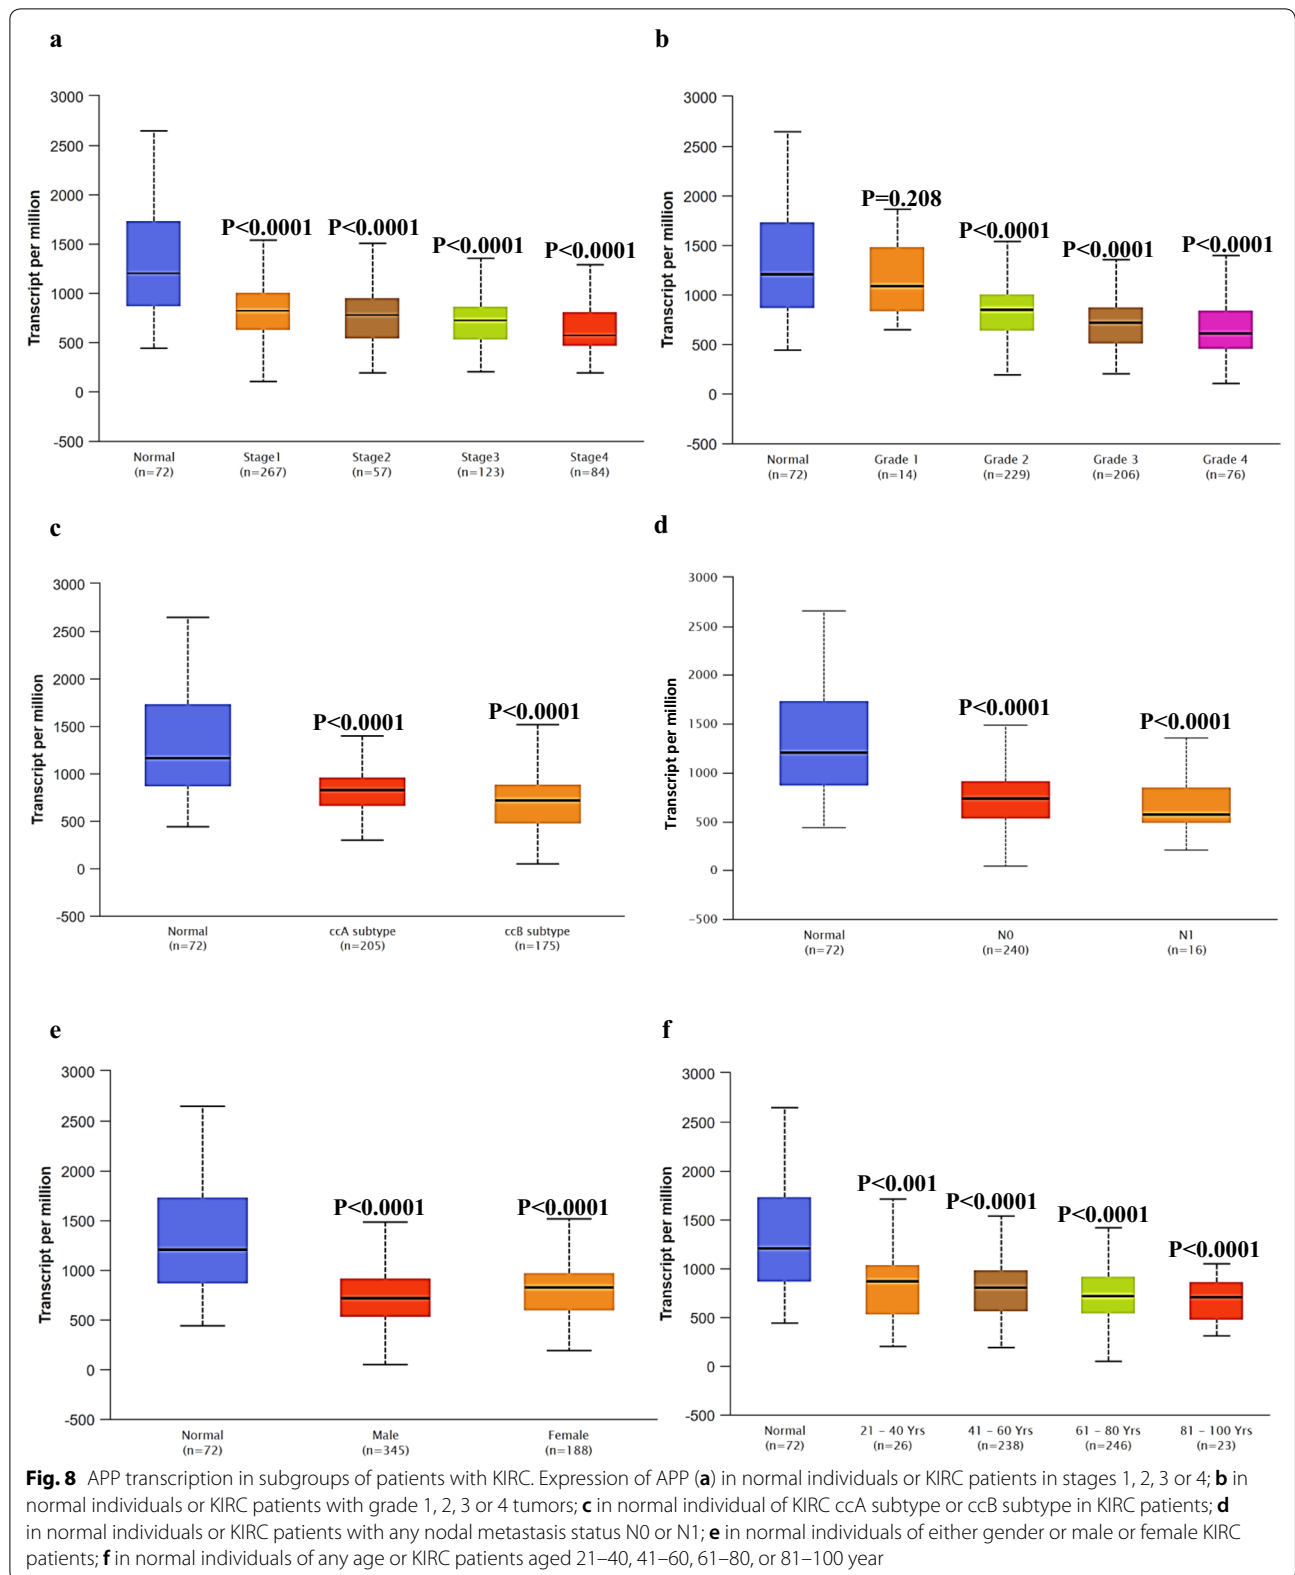 a
3000
2500
2000
1500
1000
500
0
-500
Transcript per million
P<0.0001
P<0.0001
P<0.0001
P<0.0001
Normal Stage1 Stage2 Stage3 Stage4
(n=72) (n=267) (n=57) (n=123) (n=84)
b
3000
2500
2000
1500
1000
500
0
-500
Transcript per million
P=0.208
P<0.0001
P<0.0001
P<0.0001
Normal Grade 1 Grade 2 Grade 3 Grade 4
(n=72) (n=14) (n=229) (n=206) (n=76)
c
3000
2500
2000
1500
1000
500
0
-500
Transcript per million
P<0.0001
P<0.0001
Normal ccA subtype ccB subtype
(n=72) (n=205) (n=175)
d
3000
2500
2000
1500
1000
500
0
-500
Transcript per million
P<0.0001
P<0.0001
Normal N0 N1
(n=72) (n=240) (n=16)
e
3000
2500
2000
1500
1000
500
0
-500
Transcript per million
P<0.0001
P<0.0001
Normal Male Female
(n=72) (n=345) (n=188)
f
3000
2500
2000
1500
1000
500
0
-500
Transcript per million
P<0.001
P<0.0001
P<0.0001
P<0.0001
Normal 21 – 40 Yrs 41 – 60 Yrs 61 – 80 Yrs 81 – 100 Yrs
(n=72) (n=26) (n=238) (n=246) (n=23)
Fig. 8 APP transcription in subgroups of patients with KIRC. Expression of APP (a) in normal individuals or KIRC patients in stages 1, 2, 3 or 4; b in
normal individuals or KIRC patients with grade 1, 2, 3 or 4 tumors; c in normal individual of KIRC ccA subtype or ccB subtype in KIRC patients; d
in normal individuals or KIRC patients with any nodal metastasis status N0 or N1; e in normal individuals of either gender or male or female KIRC
patients; f in normal individuals of any age or KIRC patients aged 21–40, 41–60, 61–80, or 81–100 year